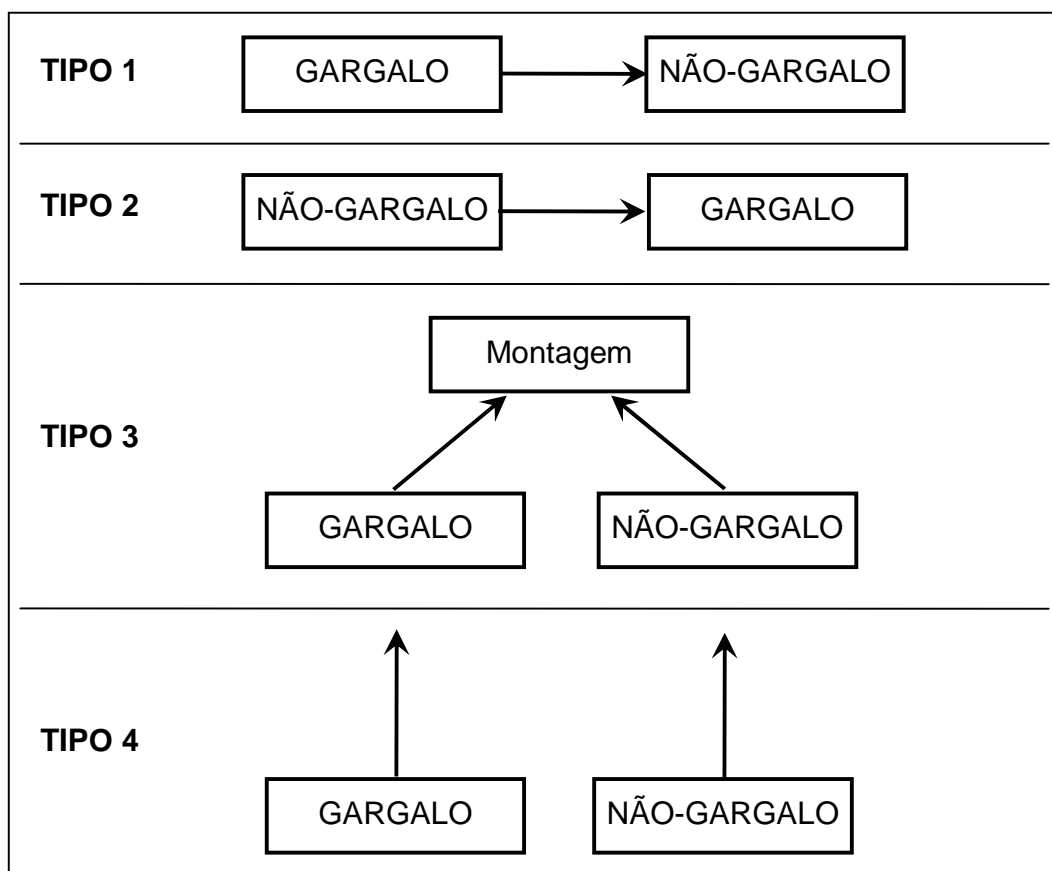 TIPO 1
GARGALO
NÃO-GARGALO
TIPO 2
NÃO-GARGALO
GARGALO
Montagem
TIPO 3
GARGALO
NÃO-GARGALO
TIPO 4
GARGALO
NÃO-GARGALO